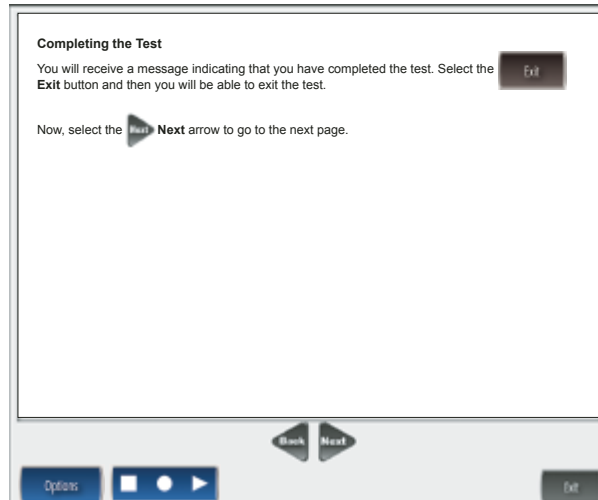 Completing the Test
You will receive a message indicating that you have completed the test. Select the Exit
Exit button and then you will be able to exit the test.
Now, select the Next Next arrow to go to the next page.
Back Next
Options
Exit